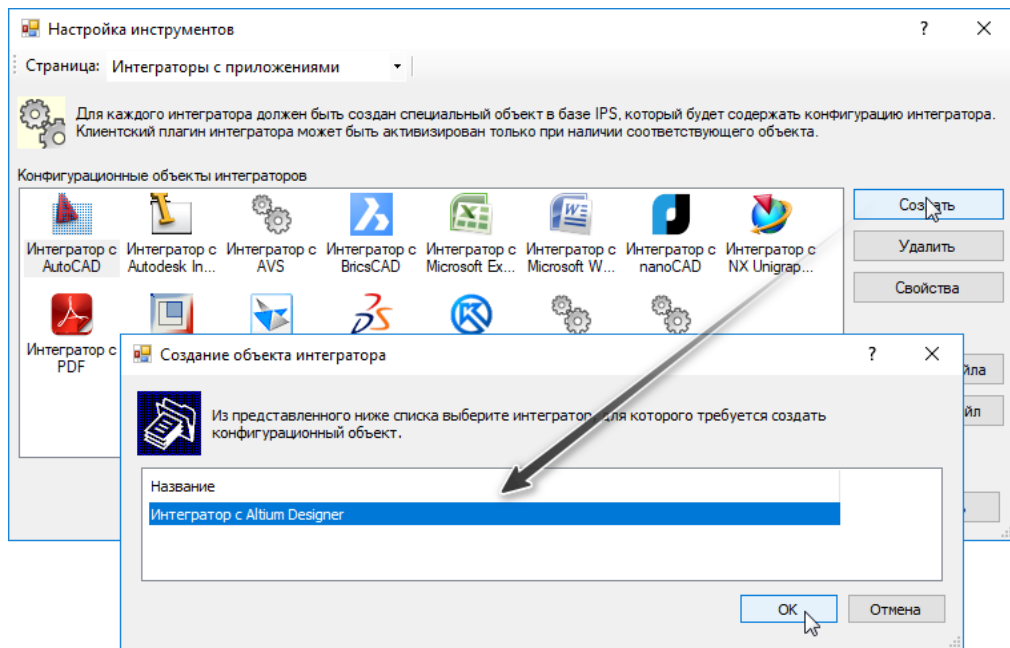 Настройка инструментов
?
Страница: Интеграторы с приложениями
Для каждого интегратора должен быть создан специальный объект в базе IPS, который будет содержать конфигурацию интегратора.
Клиентский плагин интегратора может быть активизирован только при наличии соответствующего объекта.
Конфигурационные объекты интеграторов
Интегратор с AutoCAD
Интегратор с Autodesk In...
Интегратор с AVS
Интегратор с BricsCAD
Интегратор с Microsoft Ex...
Интегратор с Microsoft W...
Интегратор с nanoCAD
Интегратор с NX Unigrap...
Создать
Удалить
Свойства
Интегратор с PDF
Создание объекта интегратора
?
Из представленного ниже списка выберите интегратор, для которого требуется создать
конфигурационный объект.
Название
Интегратор с Altium Designer
OK
Отмена